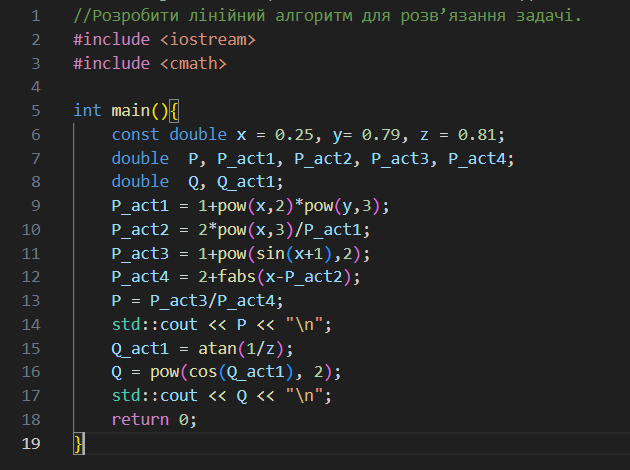 1 //Розробити лінійний алгоритм для розв’язання задачі.
2 #include <iostream>
3 #include <cmath>
4
5 int main(){
6 const double x = 0.25, y= 0.79, z = 0.81;
7 double  P, P_act1, P_act2, P_act3, P_act4;
8 double  Q, Q_act1;
9 P_act1 = 1+pow(x,2)*pow(y,3);
10 P_act2 = 2*pow(x,3)/P_act1;
11 P_act3 = 1+pow(sin(x+1),2);
12 P_act4 = 2+fabs(x-P_act2);
13 P = P_act3/P_act4;
14 std::cout << P << "\n";
15 Q_act1 = atan(1/z);
16 Q = pow(cos(Q_act1), 2);
17 std::cout << Q << "\n";
18 return 0;
19 }